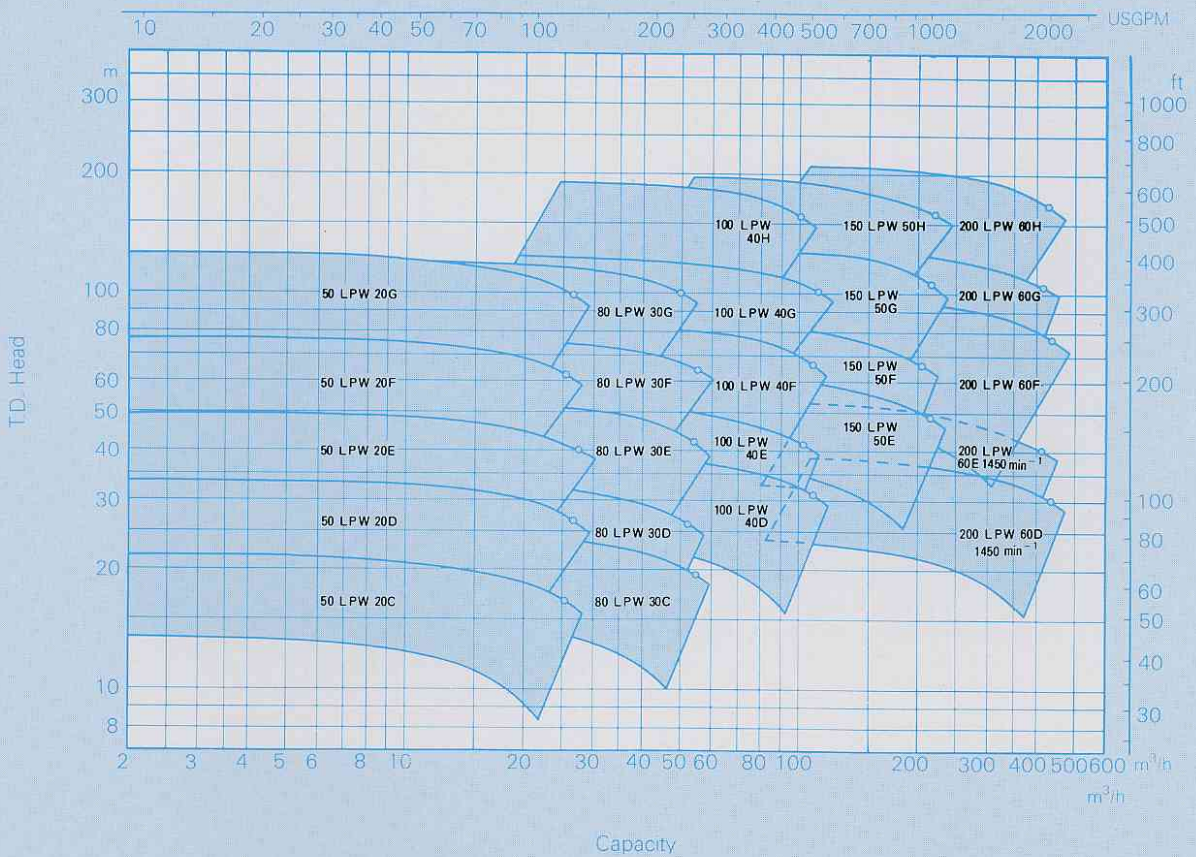 10 20 30 40 50 70 100 200 300 400 500 700 1000 2000 USGPM
m ft
300 1000
800
200 600
500
400
100 300
80
60 200
50
40
30 100
80
20 60
50
40
10 30
8
T.D. Head
100 LPW
40H
150 LPW 50H
200 LPW 60H
50 LPW 20G
80 LPW 30G
100 LPW 40G
150 LPW
50G
200 LPW 60G
50 LPW 20F
80 LPW 30F
100 LPW 40F
150 LPW
50F
200 LPW 60F
50 LPW 20E
80 LPW 30E
100 LPW
40E
150 LPW
50E
200 LPW
60E 1450 min⁻¹
50 LPW 20D
80 LPW 30D
100 LPW
40D
200 LPW 60D
1450 min⁻¹
50 LPW 20C
80 LPW 30C
2 3 4 5 6 8 10 20 30 40 50 60 80 100 200 300 400 500 600 m³/h
m³/h
Capacity